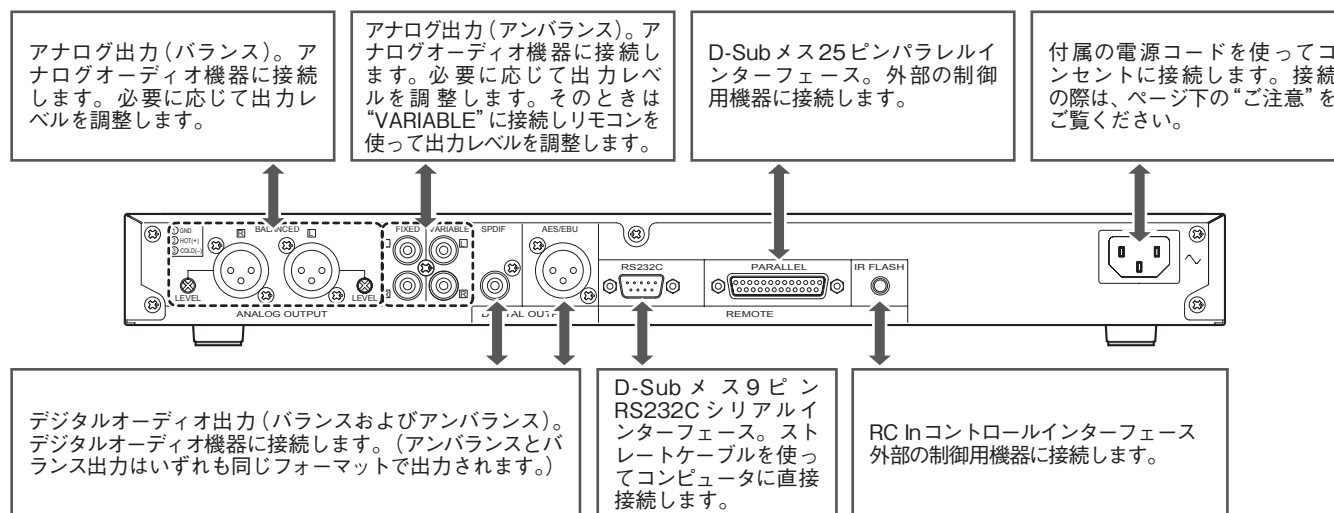 アナログ出力（バランス）。ア
ナログオーディオ機器に接続
します。必要に応じて出力レ
ベルを調整します。
アナログ出力（アンバランス）。ア
ナログオーディオ機器に接続し
ます。必要に応じて出力レベ
ルを調整します。そのときは
“VARIABLE”に接続しリモコンを
使って出力レベルを調整します。
D-Subメス25ピンパラレルイ
ンターフェース。外部の制御
用機器に接続します。
付属の電源コードを使ってコ
ンセントに接続します。接続
の際は、ページ下の“ご注意”を
ご覧ください。
GND
HOT(+)
COLD(−)
R
BALANCED
L
LEVEL
LEVEL
ANALOG OUTPUT
FIXED
VARIABLE
L
R
SPDIF
AES/EBU
RS232C
PARALLEL
IR FLASH
REMOTE
デジタルオーディオ出力（バランスおよびアンバランス）。
デジタルオーディオ機器に接続します。（アンバランスとバ
ランス出力はいずれも同じフォーマットで出力されます。）
D-Subメス9ピン
RS232Cシリアルイ
ンターフェース。スト
レートケーブルを使っ
てコンピュータに直接
接続します。
RC Inコントロールインターフェース
外部の制御用機器に接続します。